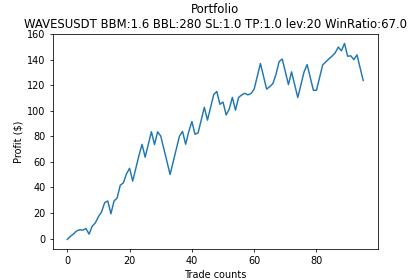 Portfolio
WAVESUSDT BBM:1.6 BBL:280 SL:1.0 TP:1.0 lev:20 WinRatio:67.0
160
140
120
100
80
60
40
20
0
Profit ($)
0 20 40 60 80
Trade counts